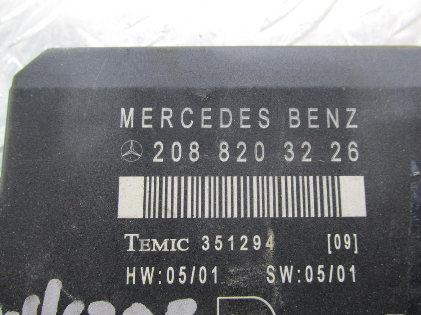 MERCEDES BENZ
208 820 32 26
TEMIC 351294 [09]
HW:05/01 SW:05/01